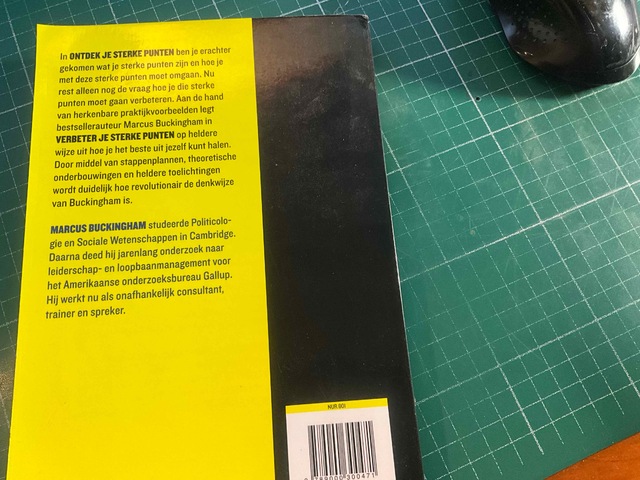 In ONTDEK JE STERKE PUNTEN ben je erachter
gekomen wat je sterke punten zijn en hoe je
met deze sterke punten moet omgaan. Nu
rest alleen nog de vraag hoe je die sterke
punten moet gaan verbeteren. Aan de hand
van herkenbare praktijkvoorbeelden legt
bestsellerauteur Marcus Buckingham in
VERBETER JE STERKE PUNTEN op heldere
wijze uit hoe je het beste uit jezelf kunt halen.
Door middel van stappenplannen, theoretische
onderbouwingen en heldere toelichtingen
wordt duidelijk hoe revolutionair de denkwijze
van Buckingham is.
MARCUS BUCKINGHAM studeerde Politicolo-
gie en Sociale Wetenschappen in Cambridge.
Daarna deed hij jarenlang onderzoek naar
leiderschap- en loopbaanmanagement voor
het Amerikaanse onderzoeksbureau Gallup.
Hij werkt nu als onafhankelijk consultant,
trainer en spreker.
NUR 801